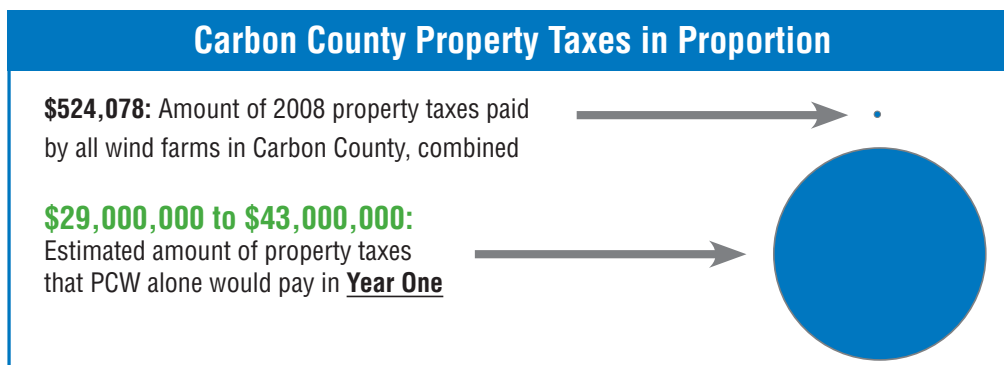 Carbon County Property Taxes in Proportion
$524,078: Amount of 2008 property taxes paid
by all wind farms in Carbon County, combined
$29,000,000 to $43,000,000:
Estimated amount of property taxes
that PCW alone would pay in Year One